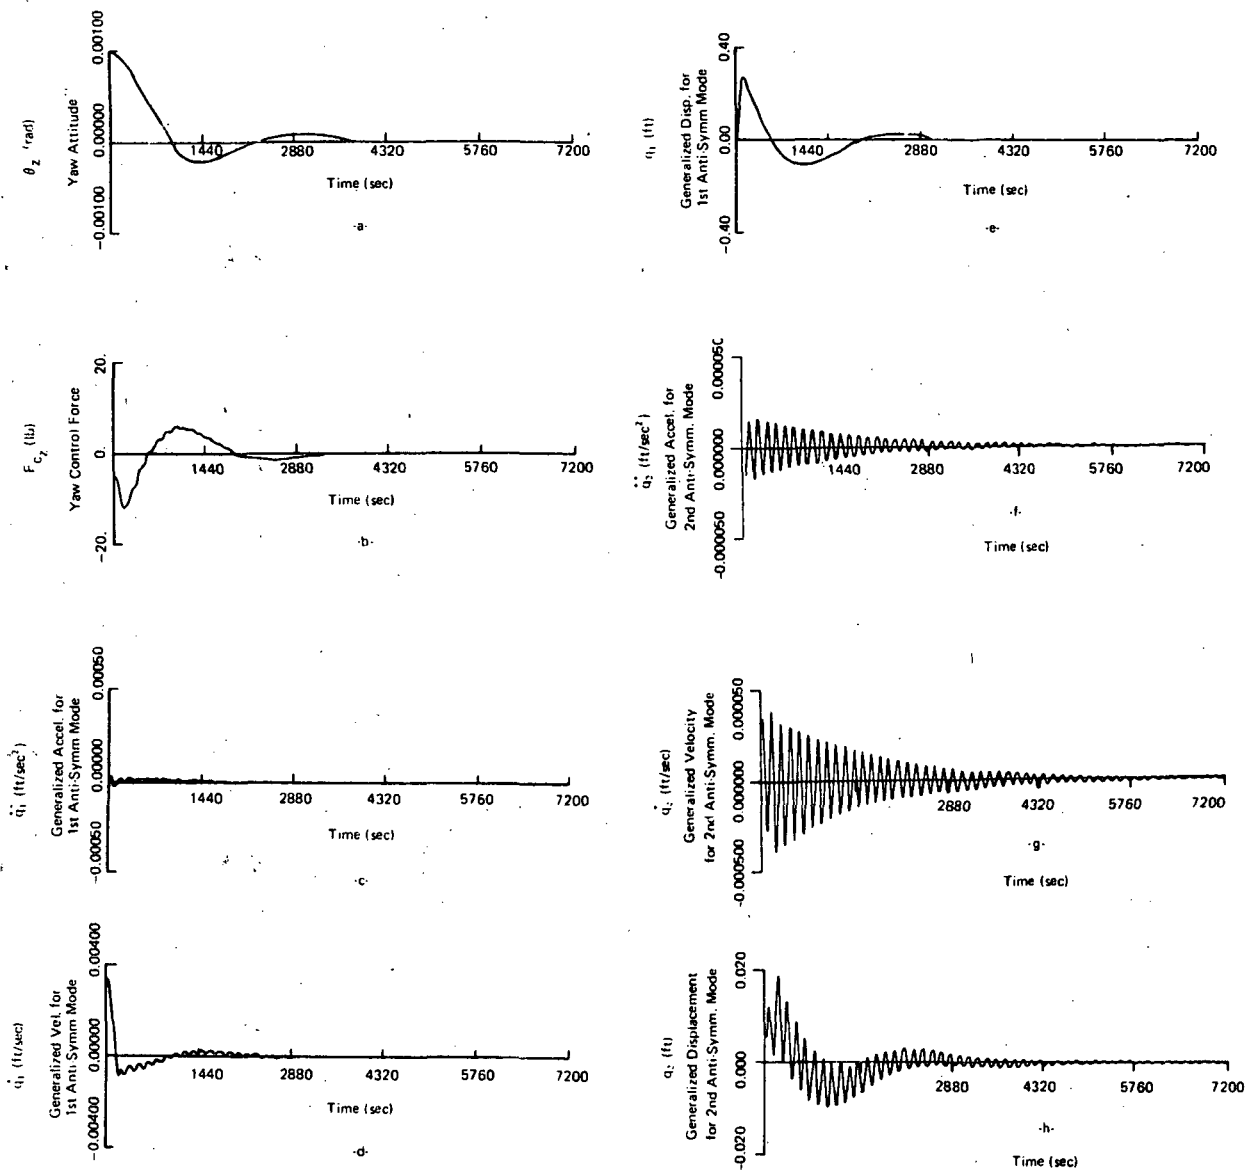 θz (rad)
Yaw Attitude
0.00100
0.00000
-0.00100
1440 2880 4320 5760 7200
Time (sec)
-a-
Fcz (lb)
Yaw Control Force
20.
0.
-20.
1440 2880 4320 5760 7200
Time (sec)
-b-
q̈1 (ft/sec²)
Generalized Accel. for
1st Anti-Symm Mode
0.00050
0.00000
-0.00050
1440 2880 4320 5760 7200
Time (sec)
-c-
q̇1 (ft/sec)
Generalized Vel. for
1st Anti-Symm Mode
0.00400
0.00000
-0.00400
1440 2880 4320 5760 7200
Time (sec)
-d-
q1 (ft)
Generalized Disp. for
1st Anti-Symm Mode
0.40
0.00
-0.40
1440 2880 4320 5760 7200
Time (sec)
-e-
q̈2 (ft/sec²)
Generalized Accel. for
2nd Anti-Symm. Mode
0.000050
0.000000
-0.000050
1440 2880 4320 5760 7200
-f-
Time (sec)
q̇2 (ft/sec)
Generalized Velocity
for 2nd Anti-Symm. Mode
0.000050
0.000000
-0.000500
2880 4320 5760 7200
-g-
Time (sec)
q2 (ft)
Generalized Displacement
for 2nd Anti-Symm. Mode
0.020
0.000
-0.020
2880 4320 5760 7200
-h-
Time (sec)